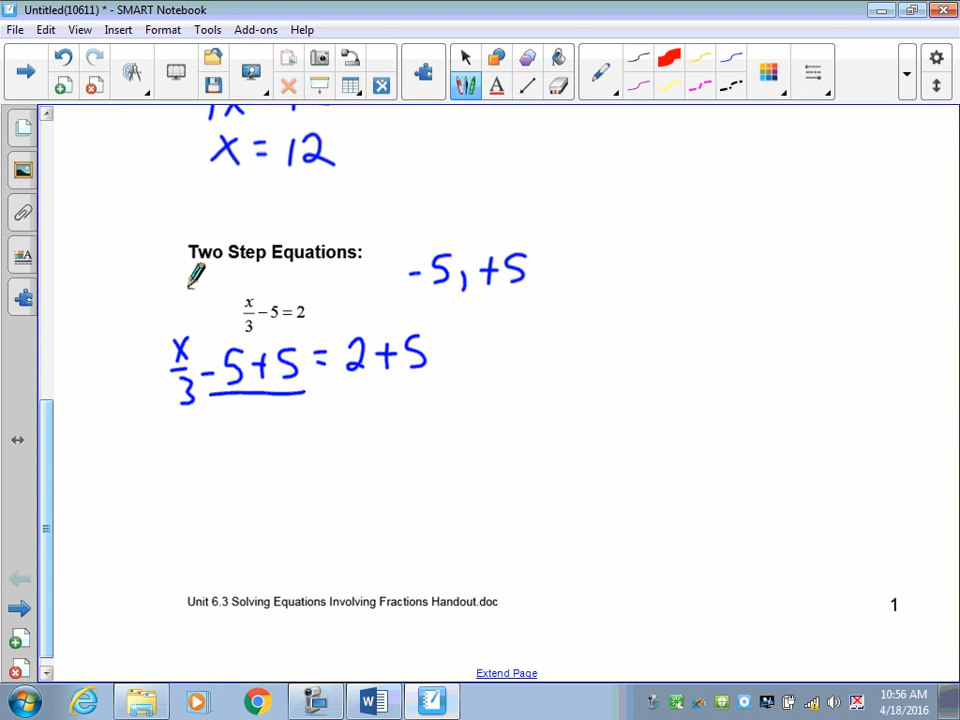 Untitled(10611) * - SMART Notebook
File Edit View Insert Format Tools Add-ons Help
x = 12
Two Step Equations:
-5, +5
x/3 − 5 = 2
x/3 - 5 + 5 = 2 + 5
Unit 6.3 Solving Equations Involving Fractions Handout.doc
1
Extend Page
10:56 AM
4/18/2016